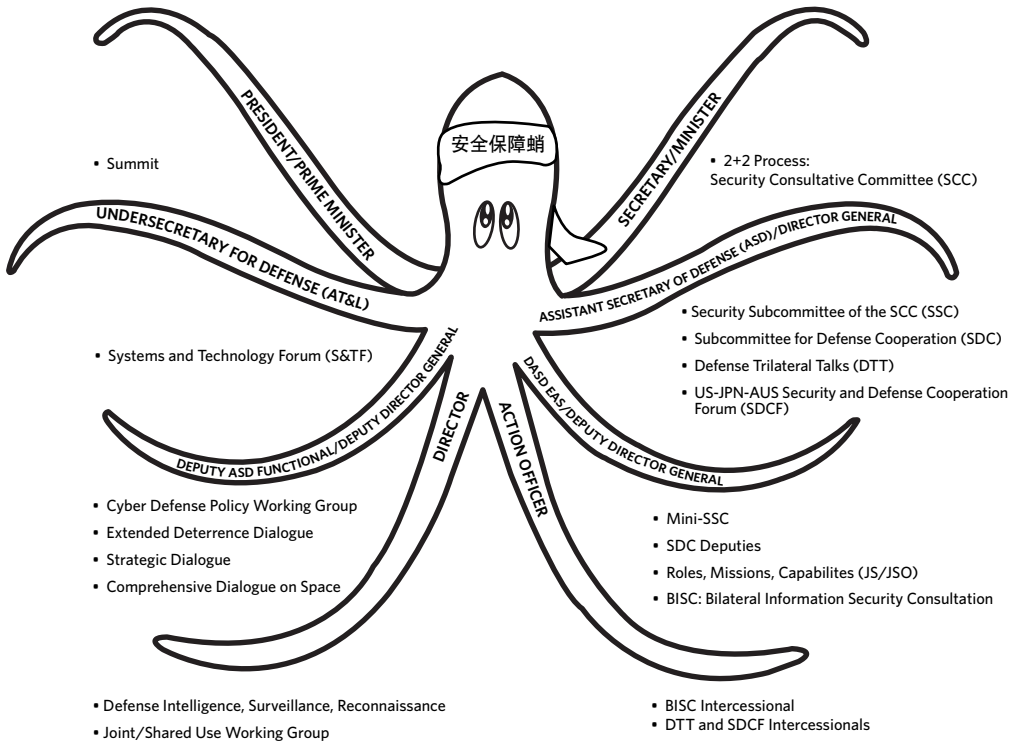 安全保障蛸
PRESIDENT/PRIME MINISTER
▪ Summit
SECRETARY/MINISTER
▪ 2+2 Process:
Security Consultative Committee (SCC)
UNDERSECRETARY FOR DEFENSE (AT&L)
▪ Systems and Technology Forum (S&TF)
ASSISTANT SECRETARY OF DEFENSE (ASD)/DIRECTOR GENERAL
▪ Security Subcommittee of the SCC (SSC)
▪ Subcommittee for Defense Cooperation (SDC)
▪ Defense Trilateral Talks (DTT)
▪ US-JPN-AUS Security and Defense Cooperation
Forum (SDCF)
DEPUTY ASD FUNCTIONAL/DEPUTY DIRECTOR GENERAL
▪ Cyber Defense Policy Working Group
▪ Extended Deterrence Dialogue
▪ Strategic Dialogue
▪ Comprehensive Dialogue on Space
DASD EAS/DEPUTY DIRECTOR GENERAL
▪ Mini-SSC
▪ SDC Deputies
▪ Roles, Missions, Capabilites (JS/JSO)
▪ BISC: Bilateral Information Security Consultation
DIRECTOR
▪ Defense Intelligence, Surveillance, Reconnaissance
▪ Joint/Shared Use Working Group
ACTION OFFICER
▪ BISC Intercessional
▪ DTT and SDCF Intercessionals